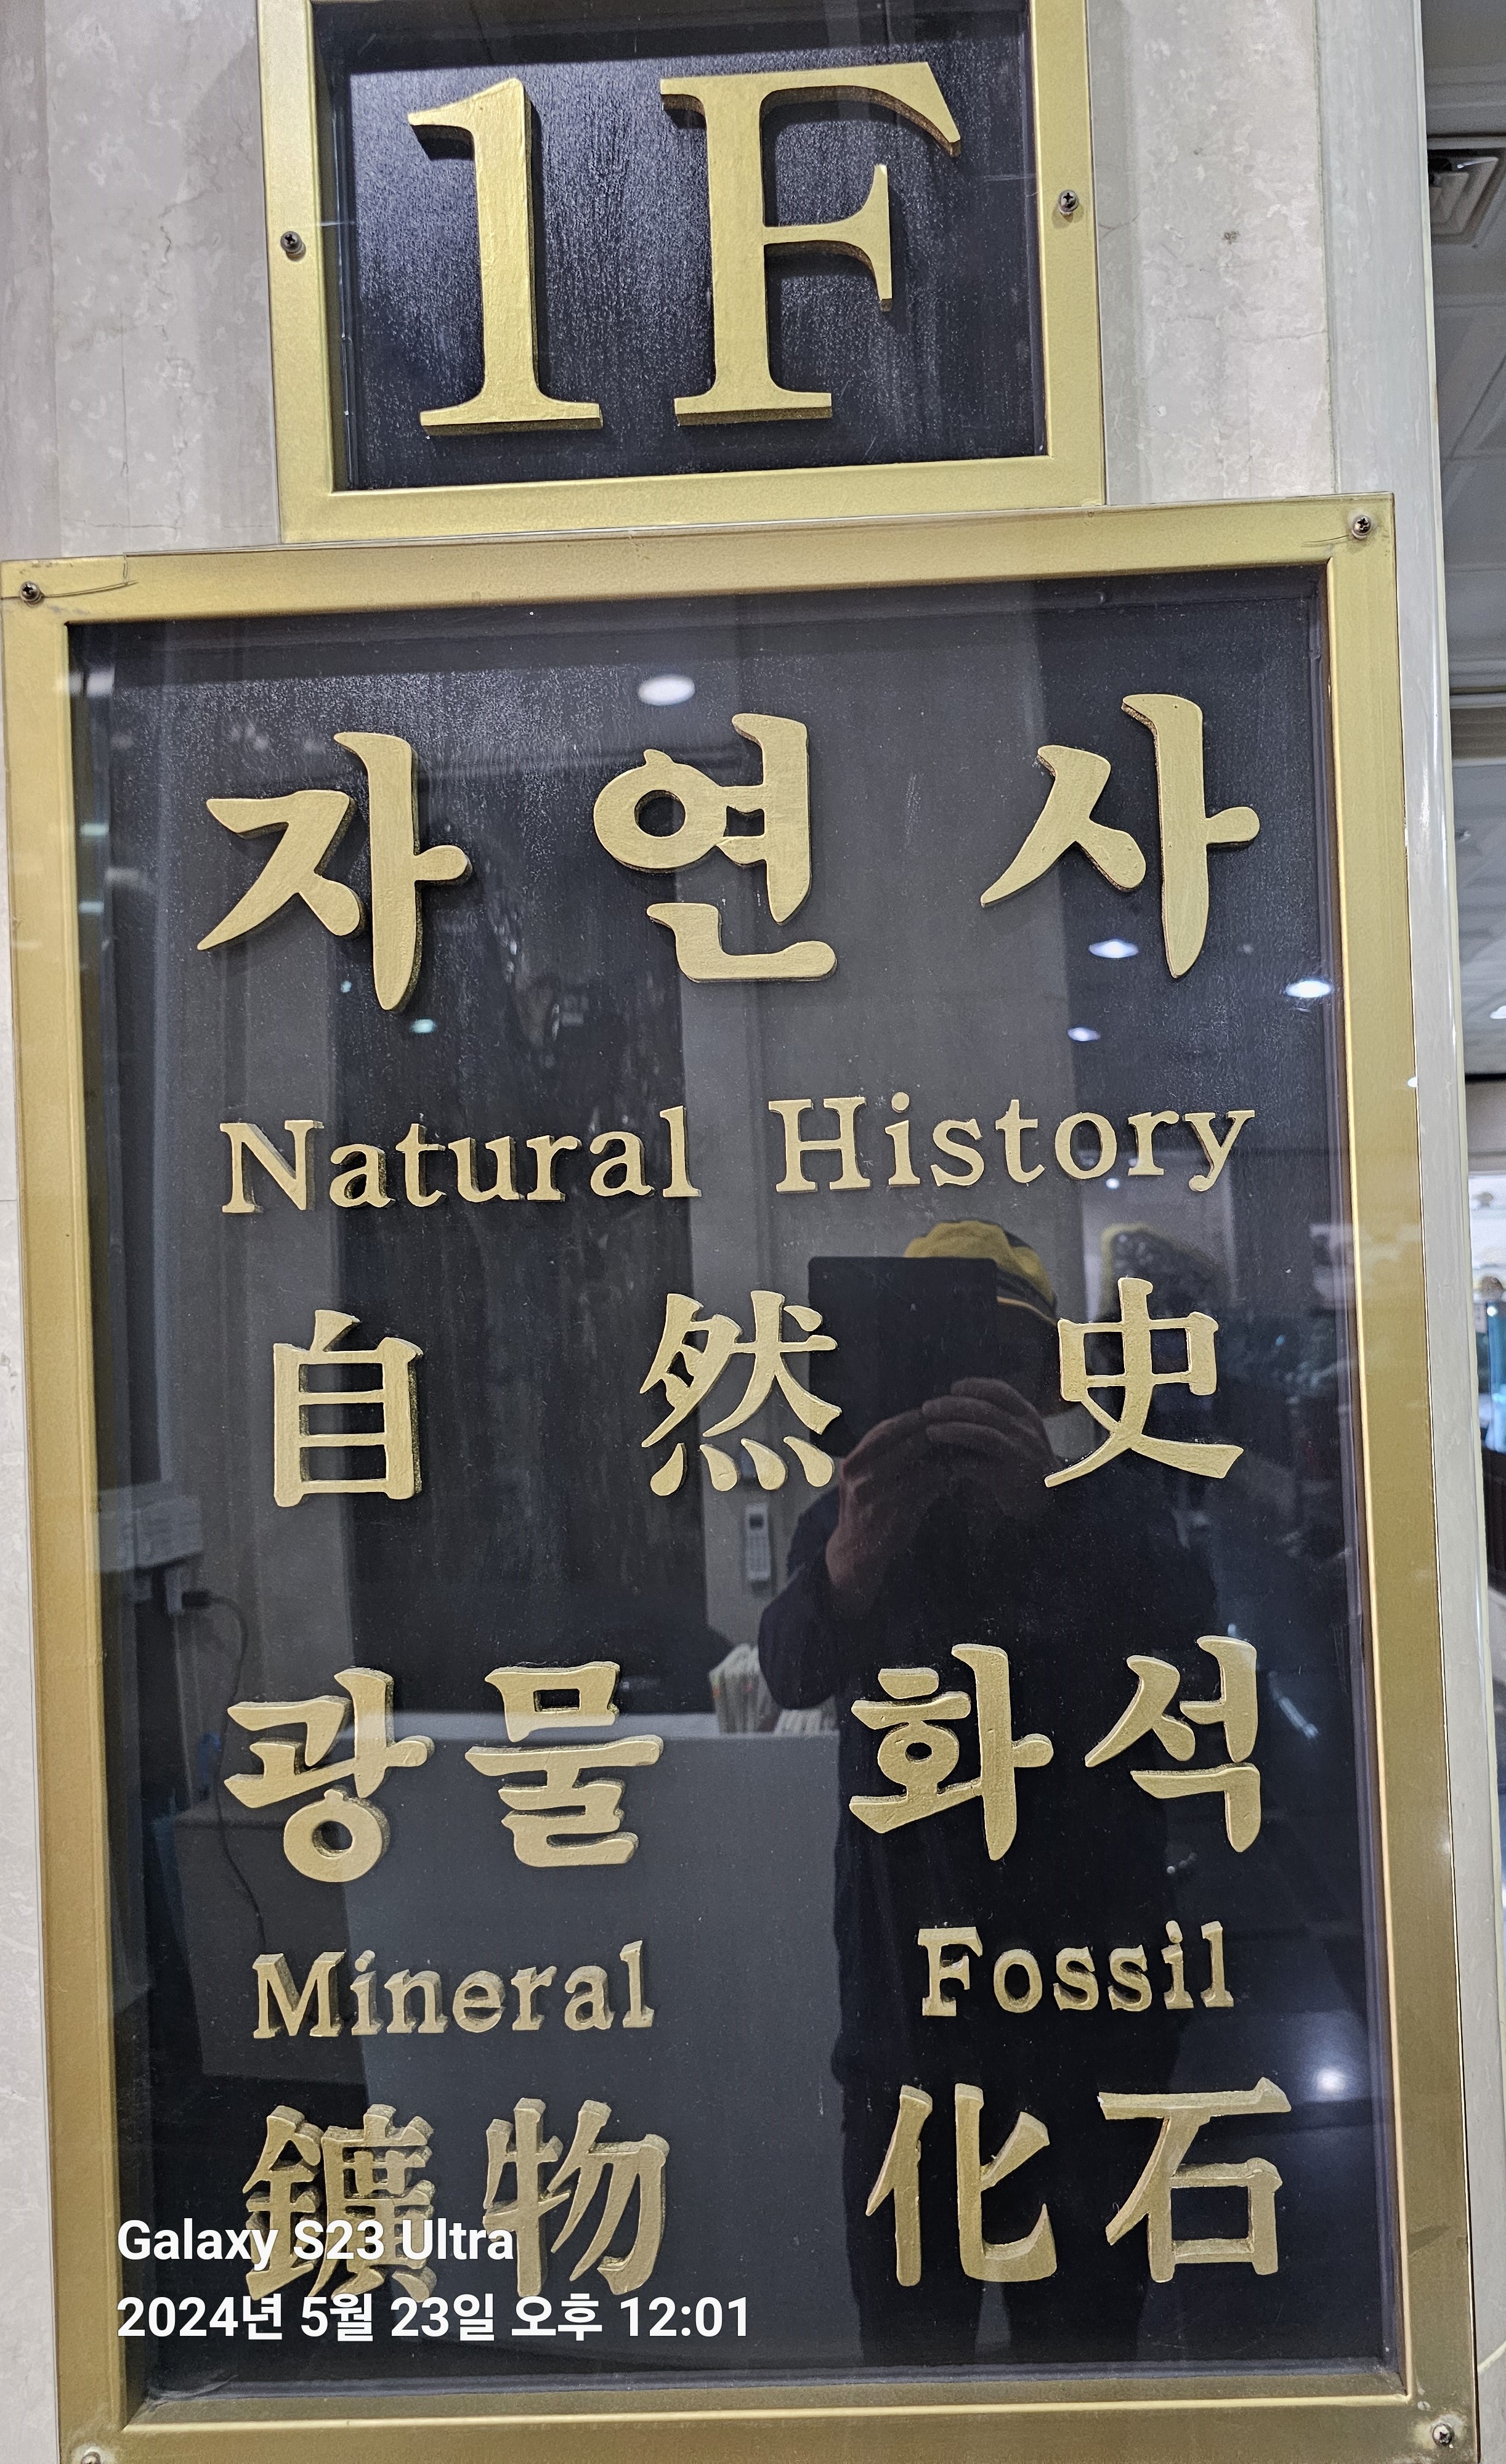 1F
자연사
Natural History
自然史
광물 화석
Mineral Fossil
鑛物 化石
Galaxy S23 Ultra
2024년 5월 23일 오후 12:01